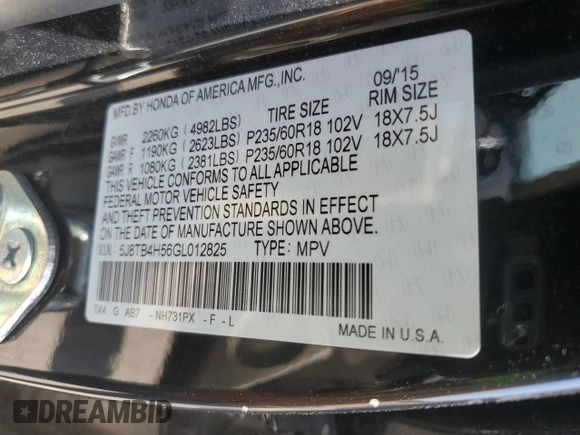 MFD.BY HONDA OF AMERICA MFG.,INC. 09/'15
TIRE SIZE RIM SIZE
GVWR 2260KG (4982LBS)
GAWR F 1190KG (2623LBS) P235/60R18 102V 18X7.5J
GAWR R 1080KG (2381LBS) P235/60R18 102V 18X7.5J
THIS VEHICLE CONFORMS TO ALL APPLICABLE
FEDERAL MOTOR VEHICLE SAFETY
AND THEFT PREVENTION STANDARDS IN EFFECT
ON THE DATE OF MANUFACTURE SHOWN ABOVE.
V.I.N: 5J8TB4H56GL012825 TYPE: MPV
TX4 G AB7 -NH731PX -F-L
MADE IN U.S.A.
DREAMBID